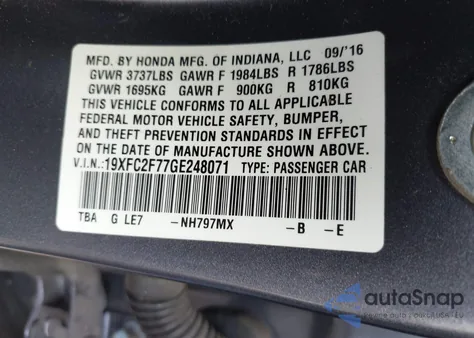 MFD. BY HONDA MFG. OF INDIANA, LLC 09/'16
GVWR 3737LBS GAWR F 1984LBS R 1786LBS
GVWR 1695KG GAWR F 900KG R 810KG
THIS VEHICLE CONFORMS TO ALL APPLICABLE
FEDERAL MOTOR VEHICLE SAFETY, BUMPER,
AND THEFT PREVENTION STANDARDS IN EFFECT
ON THE DATE OF MANUFACTURE SHOWN ABOVE.
V.I.N.: 19XFC2F77GE248071 TYPE: PASSENGER CAR
TBA G LE7 -NH797MX -B -E
autoSnap